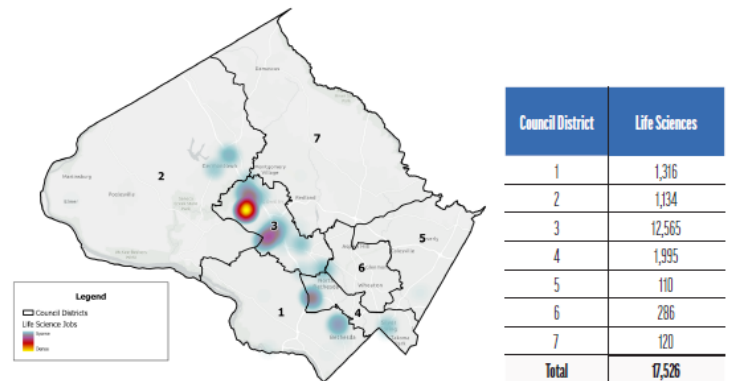 Damascus
7
Germantown
Montgomery
Village
2
Poolesville
Redland
3
5
6
Wheaton
1
4
Bethesda
Legend
Council Districts
Life Science Jobs
Sparse
Dense
Council District
Life Sciences
1
1,316
2
1,134
3
12,565
4
1,995
5
110
6
286
7
120
Total
17,526